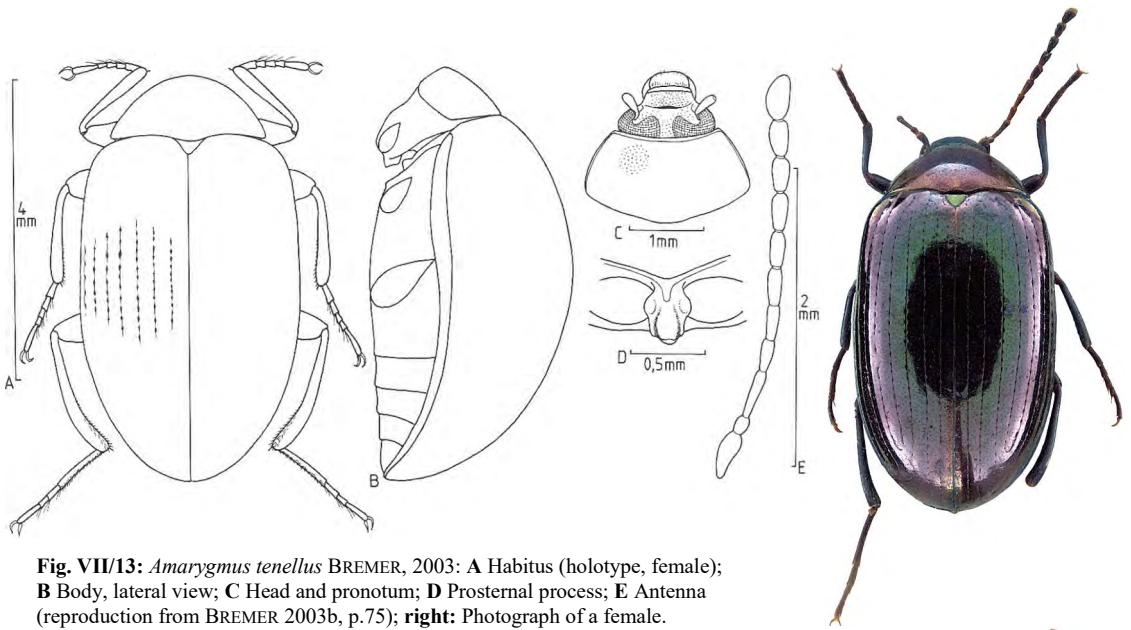 4
mm
A
B
C 1mm
D 0,5mm
2
mm
E
Fig. VII/13: Amarygmus tenellus BREMER, 2003: A Habitus (holotype, female);
B Body, lateral view; C Head and pronotum; D Prosternal process; E Antenna
(reproduction from BREMER 2003b, p.75); right: Photograph of a female.